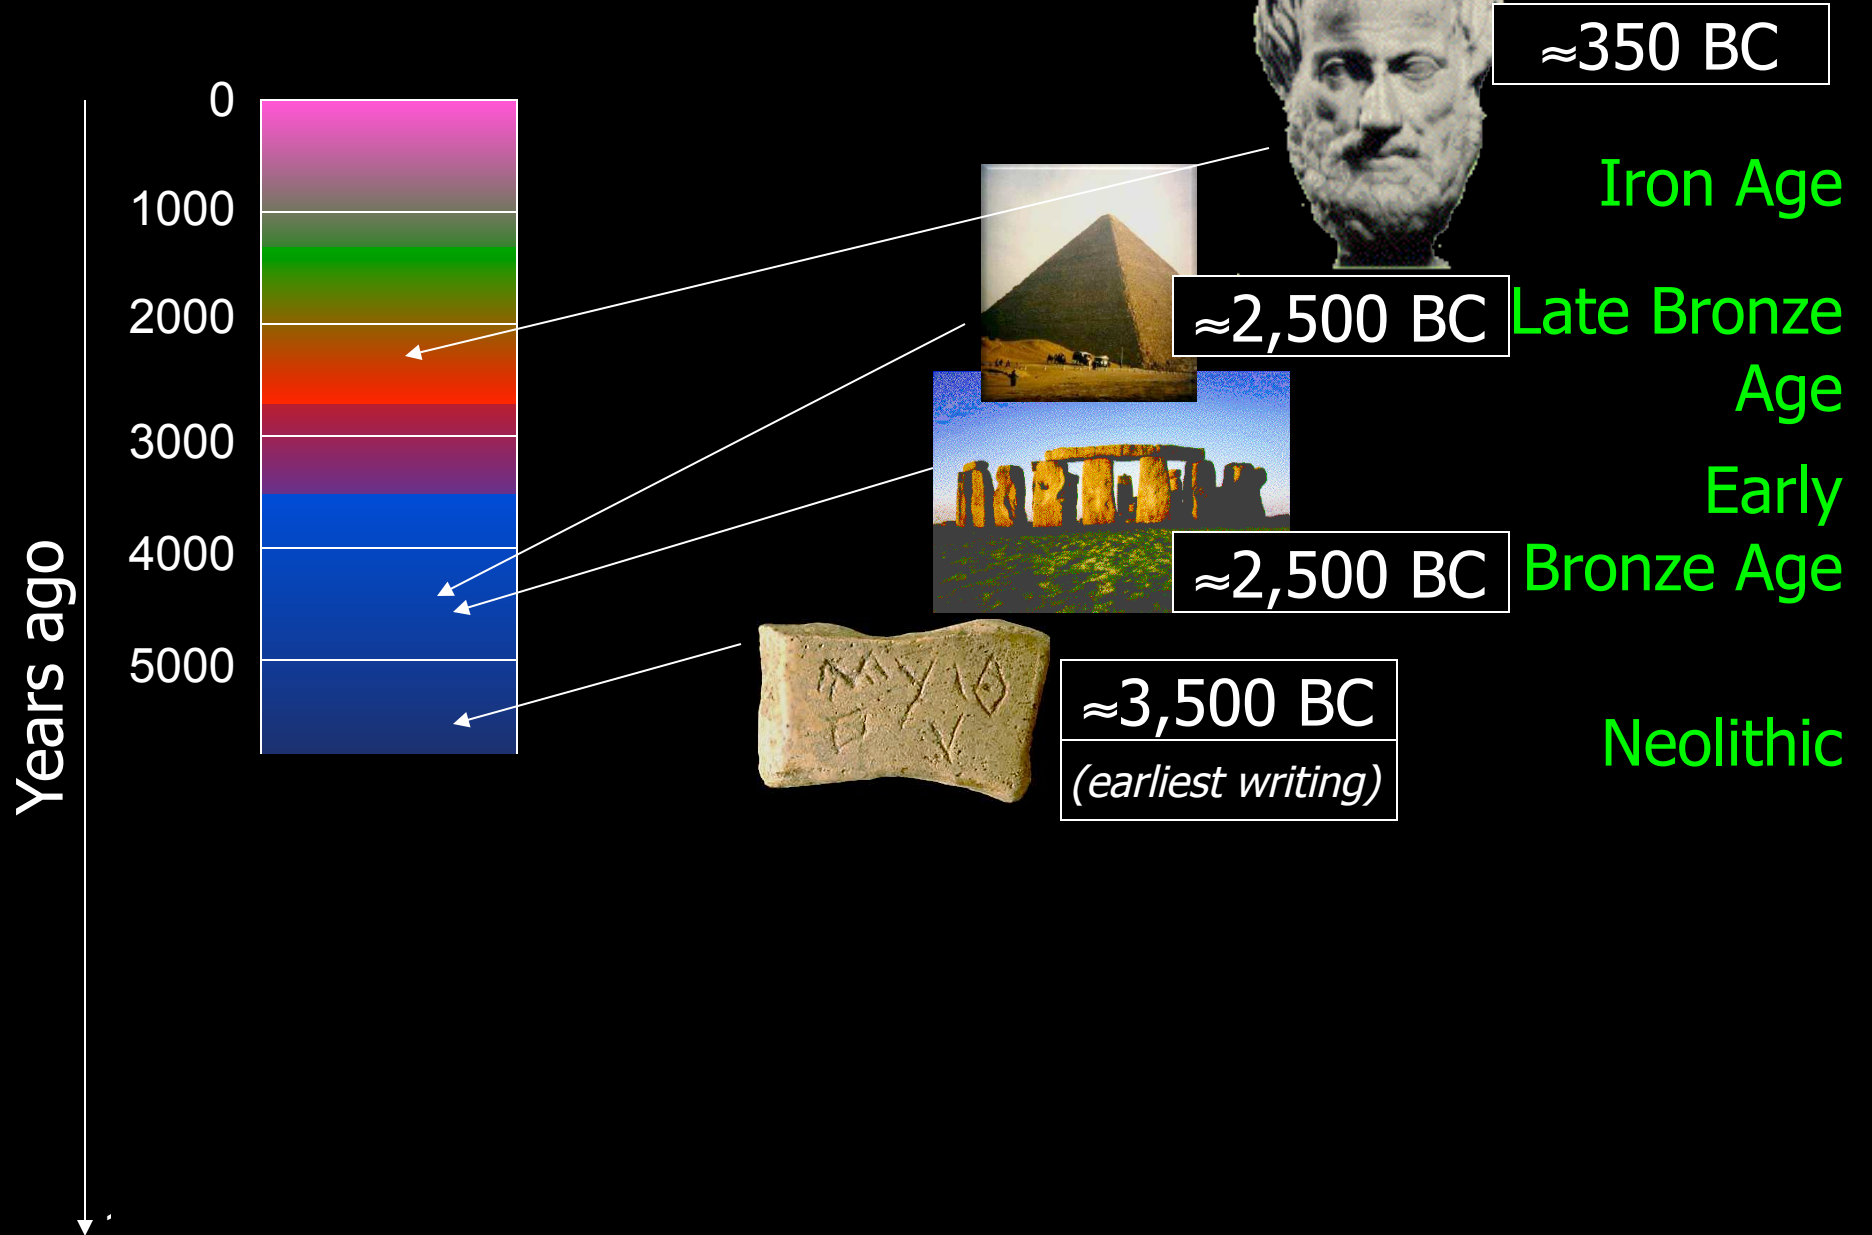 ≈350 BC
0
Iron Age
1000
≈2,500 BC
Late Bronze
Age
2000
3000
Early
Bronze Age
≈2,500 BC
4000
5000
≈3,500 BC
(earliest writing)
Neolithic
Years ago